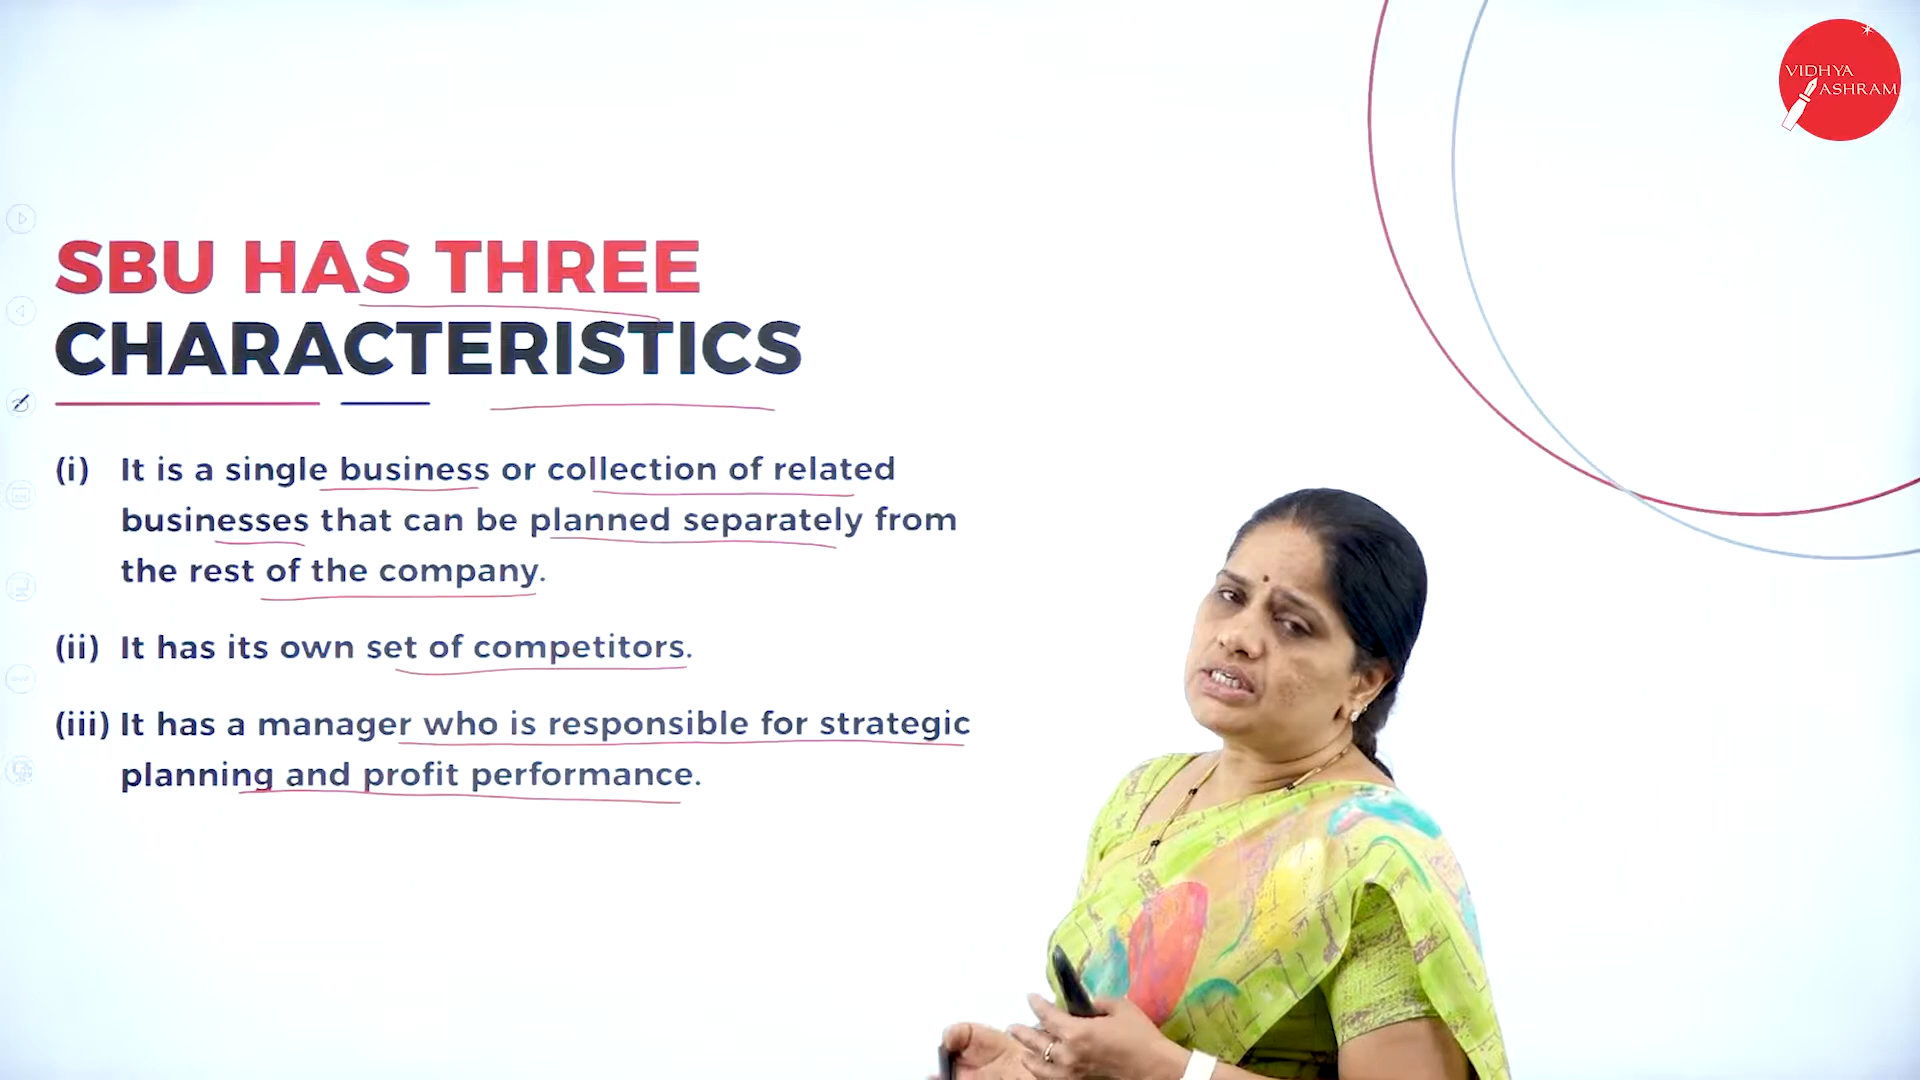 VIDHYA
ASHRAM
SBU HAS THREE
CHARACTERISTICS
(i) It is a single business or collection of related
businesses that can be planned separately from
the rest of the company.
(ii) It has its own set of competitors.
(iii) It has a manager who is responsible for strategic
planning and profit performance.